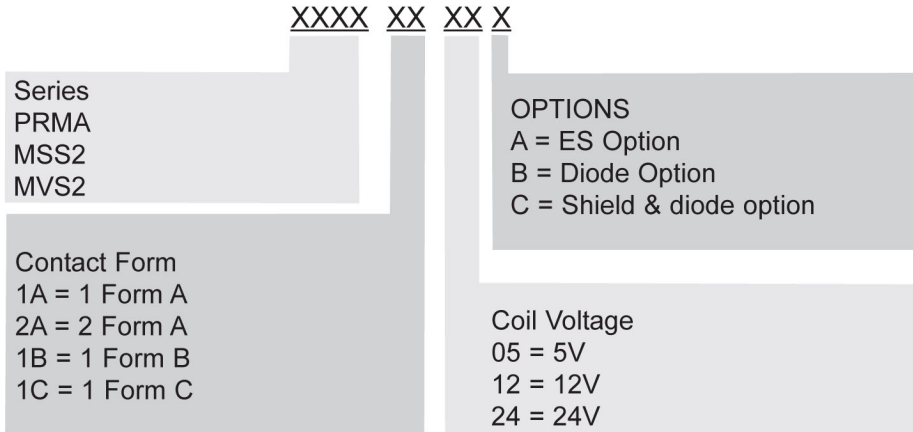 XXXX XX XX X
Series
PRMA
MSS2
MVS2
OPTIONS
A = ES Option
B = Diode Option
C = Shield & diode option
Contact Form
1A = 1 Form A
2A = 2 Form A
1B = 1 Form B
1C = 1 Form C
Coil Voltage
05 = 5V
12 = 12V
24 = 24V